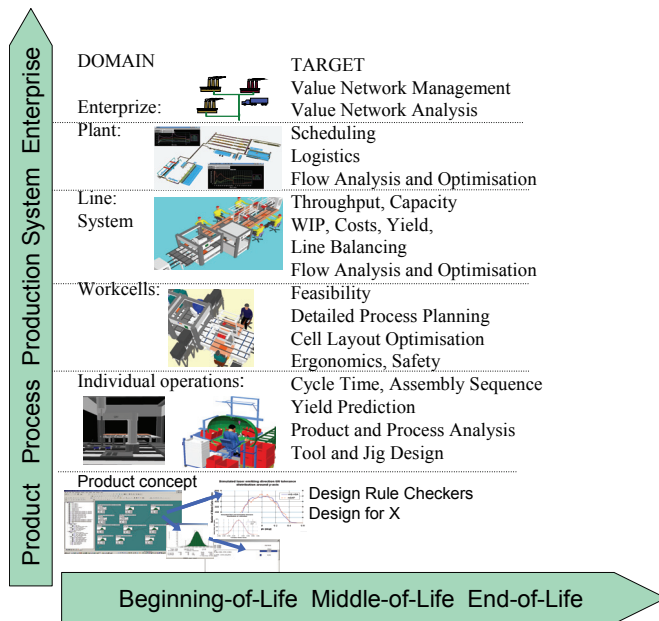 DOMAIN
TARGET
Value Network Management
Enterprize:
Value Network Analysis
Plant:
Scheduling
Logistics
Flow Analysis and Optimisation
Line:
System
Throughput, Capacity
WIP, Costs, Yield,
Line Balancing
Flow Analysis and Optimisation
Workcells:
Feasibility
Detailed Process Planning
Cell Layout Optimisation
Ergonomics, Safety
Individual operations:
Cycle Time, Assembly Sequence
Yield Prediction
Product and Process Analysis
Tool and Jig Design
Product concept
Design Rule Checkers
Design for X
Product Process Production System Enterprise
Beginning-of-Life Middle-of-Life End-of-Life